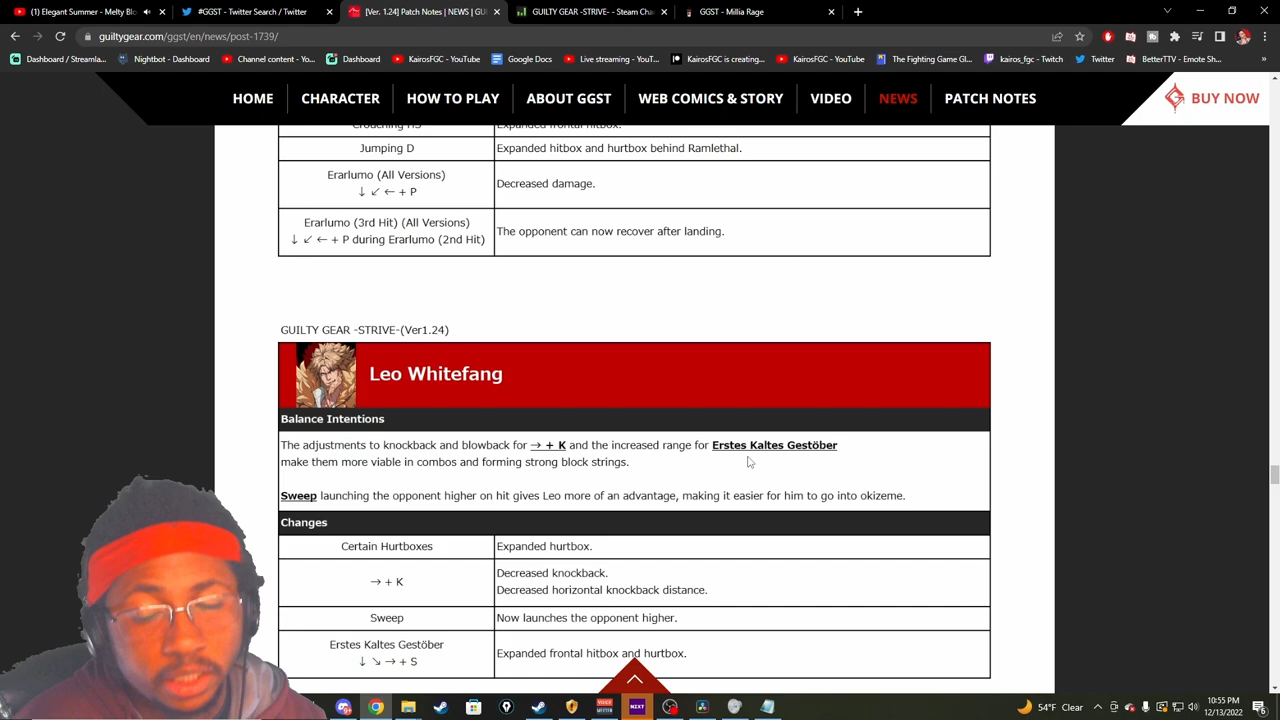 (1) Evening - Melty Blo
#GGST - Twitter Search / Twitter
[Ver. 1.24] Patch Notes | NEWS | GU
GUILTY GEAR -STRIVE- - Steam Cha
GGST - Millia Rage
guiltygear.com/ggst/en/news/post-1739/
Dashboard / Streamla...
Nightbot - Dashboard
Channel content - Yo...
Dashboard
KairosFGC - YouTube
Docs
Live streaming - YouT...
KairosFGC is creating...
KairosFGC - YouTube
The Fighting Game Gl...
kairos_fgc - Twitch
Twitter
BetterTTV - Emote Sh...
HOME
CHARACTER
HOW TO PLAY
ABOUT GGST
WEB COMICS & STORY
VIDEO
NEWS
PATCH NOTES
BUY NOW
Crouching HS
Expanded frontal hitbox.
Jumping D
Expanded hitbox and hurtbox behind Ramlethal.
Erarlumo (All Versions)
↓ ↙ ← + P
Decreased damage.
Erarlumo (3rd Hit) (All Versions)
↓ ↙ ← + P during Erarlumo (2nd Hit)
The opponent can now recover after landing.
GUILTY GEAR -STRIVE-(Ver1.24)
Leo Whitefang
Balance Intentions
The adjustments to knockback and blowback for → + K and the increased range for Erstes Kaltes Gestöber
make them more viable in combos and forming strong block strings.
Sweep launching the opponent higher on hit gives Leo more of an advantage, making it easier for him to go into okizeme.
Changes
Certain Hurtboxes
Expanded hurtbox.
→ + K
Decreased knockback.
Decreased horizontal knockback distance.
Sweep
Now launches the opponent higher.
Erstes Kaltes Gestöber
↓ ↘ → + S
Expanded frontal hitbox and hurtbox.
54°F Clear
10:55 PM
12/13/2022